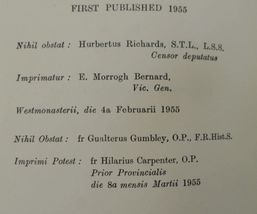 FIRST PUBLISHED 1955
Nihil obstat: Hurbertus Richards, S.T.L., L.S.S.
Censor deputatus
Imprimatur: E. Morrogh Bernard,
Vic. Gen.
Westmonasterii, die 4a Februarii 1955
Nihil Obstat: fr Gualterus Gumbley, O.P., F.R.Hist.S.
Imprimi Potest: fr Hilarius Carpenter, O.P.
Prior Provincialis
die 8a mensis Martii 1955